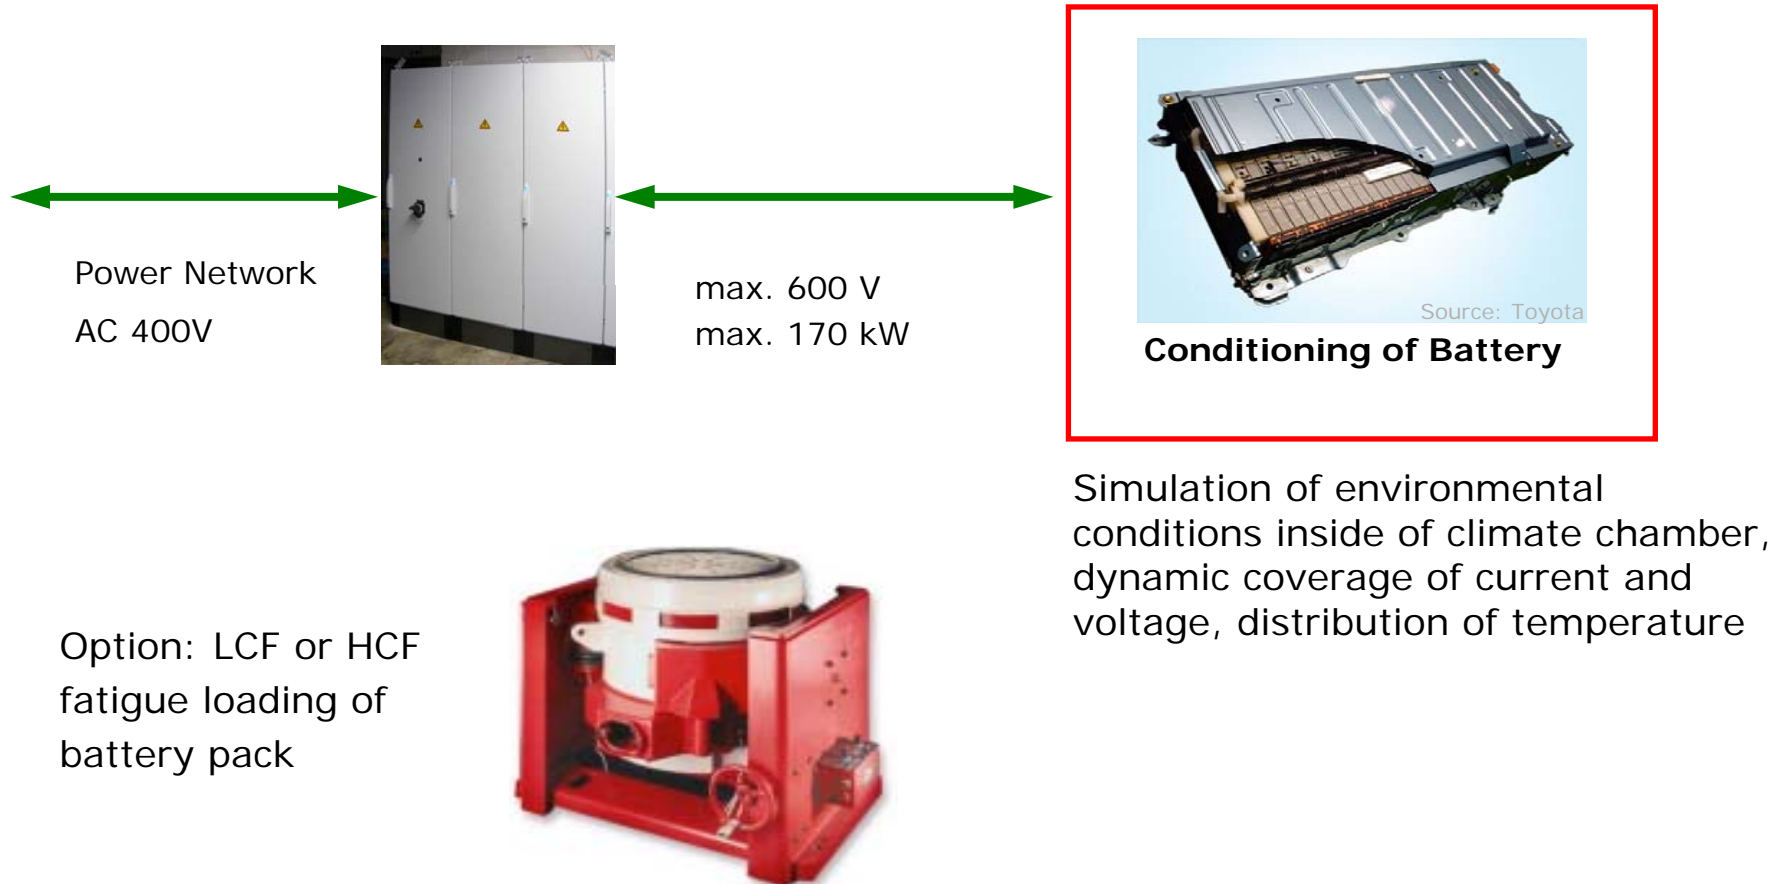 Power Network
AC 400V
max. 600 V
max. 170 kW
Source: Toyota
Conditioning of Battery
Simulation of environmental
conditions inside of climate chamber,
dynamic coverage of current and
voltage, distribution of temperature
Option: LCF or HCF
fatigue loading of
battery pack